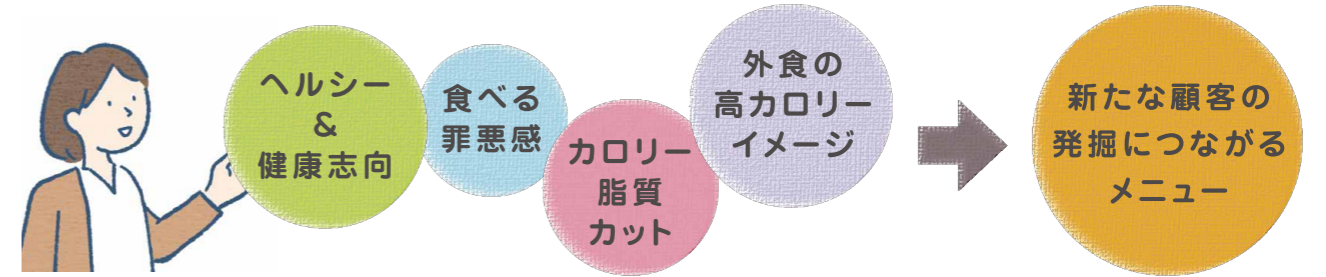 ヘルシー
&
健康志向
食べる
罪悪感
カロリー
脂質
カット
外食の
高カロリー
イメージ
新たな顧客の
発掘につながる
メニュー